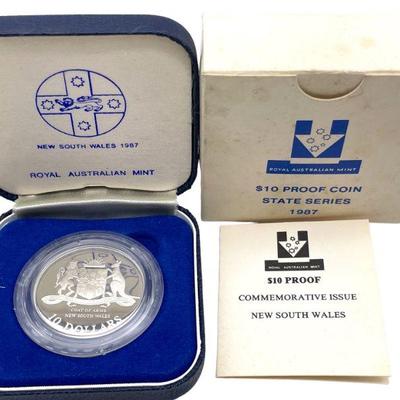 NEW SOUTH WALES 1987
ROYAL AUSTRALIAN MINT
COAT OF ARMS
NEW SOUTH WALES
10 DOLLARS
ROYAL AUSTRALIAN MINT
$10 PROOF COIN
STATE SERIES
1987
ROYAL AUSTRALIAN MINT
$10 PROOF
COMMEMORATIVE ISSUE
NEW SOUTH WALES